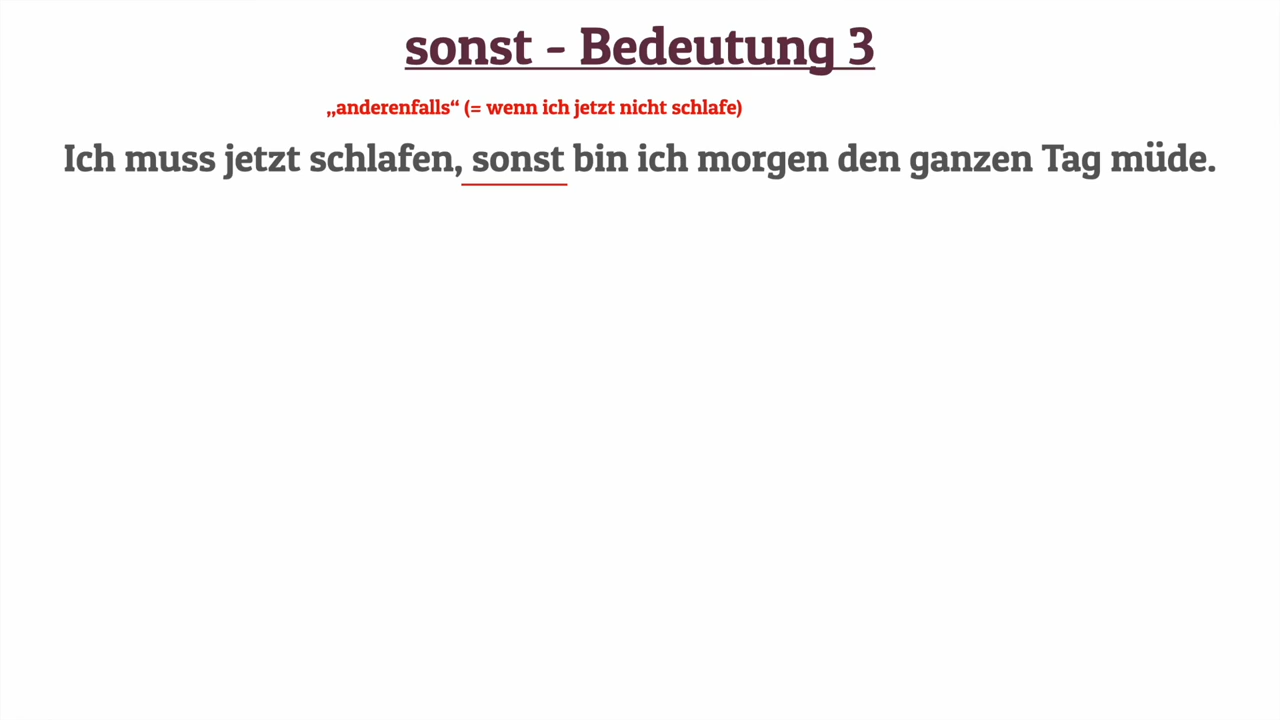 sonst - Bedeutung 3
„anderenfalls“ (= wenn ich jetzt nicht schlafe)
Ich muss jetzt schlafen, sonst bin ich morgen den ganzen Tag müde.